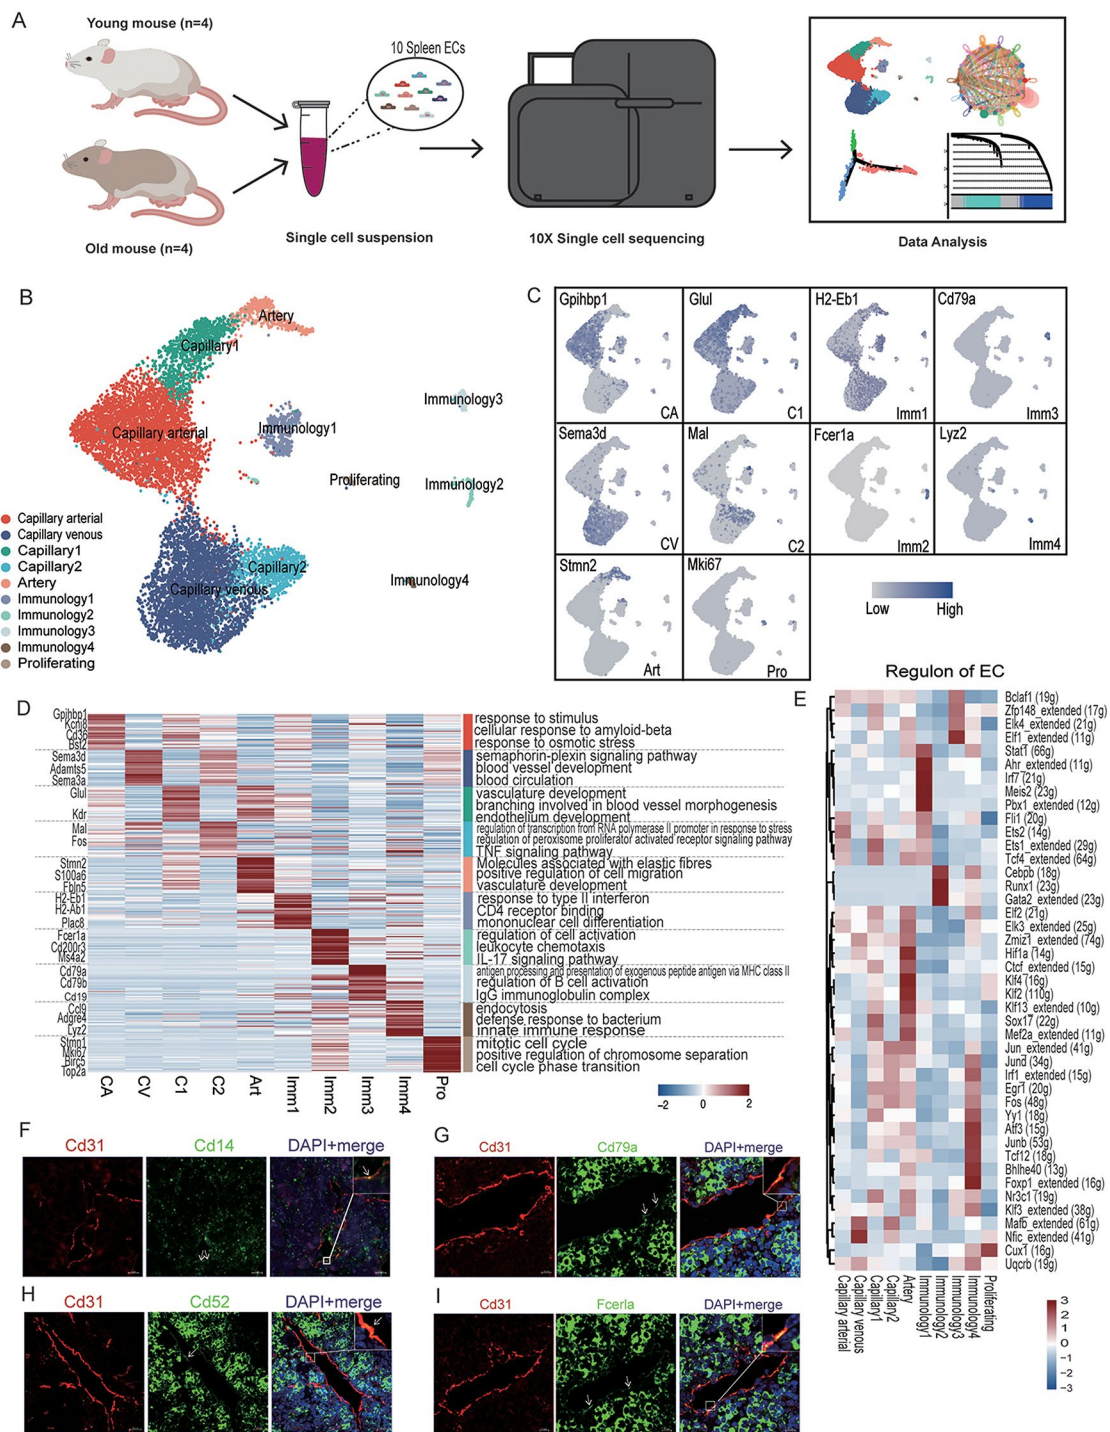 A
Young mouse (n=4)
10 Spleen ECs
Old mouse (n=4)
Single cell suspension
10X Single cell sequencing
Data Analysis
B
Artery
Capillary1
Capillary arterial
Immunology1
Immunology3
Proliferating
Immunology2
Capillary2
Capillary venous
Immunology4
Capillary arterial
Capillary venous
Capillary1
Capillary2
Artery
Immunology1
Immunology2
Immunology3
Immunology4
Proliferating
C
Gpihbp1
CA
Glul
C1
H2-Eb1
Imm1
Cd79a
Imm3
Sema3d
CV
Mal
C2
Fcer1a
Imm2
Lyz2
Imm4
Stmn2
Art
Mki67
Pro
Low
High
D
Gpihbp1
Kcnj8
Cd36
Bst2
Sema3d
Adamts5
Sema3a
Glul
Kdr
Mal
Fos
Stmn2
S100a6
Fbln5
H2-Eb1
H2-Ab1
Plac8
Fcer1a
Cd200r3
Ms4a2
Cd79a
Cd79b
Cd19
Ccl9
Adgre4
Lyz2
Stmn1
Mki67
Birc5
Top2a
response to stimulus
cellular response to amyloid-beta
response to osmotic stress
semaphorin-plexin signaling pathway
blood vessel development
blood circulation
vasculature development
branching involved in blood vessel morphogenesis
endothelium development
regulation of transcription from RNA polymerase II promoter in response to stress
regulation of peroxisome proliferator activated receptor signaling pathway
TNF signaling pathway
Molecules associated with elastic fibres
positive regulation of cell migration
vasculature development
response to type II interferon
CD4 receptor binding
mononuclear cell differentiation
regulation of cell activation
leukocyte chemotaxis
IL-17 signaling pathway
antigen processing and presentation of exogenous peptide antigen via MHC class II
regulation of B cell activation
IgG immunoglobulin complex
endocytosis
defense response to bacterium
innate immune response
mitotic cell cycle
positive regulation of chromosome separation
cell cycle phase transition
CA
CV
C1
C2
Art
Imm1
Imm2
Imm3
Imm4
Pro
−2
0
2
E
Regulon of EC
Bclaf1 (19g)
Zfp148_extended (17g)
Elk4_extended (21g)
Elf1_extended (11g)
Stat1 (66g)
Ahr_extended (11g)
Irf7 (21g)
Meis2 (23g)
Pbx1_extended (12g)
Fli1 (20g)
Ets2 (14g)
Ets1_extended (29g)
Tcf4_extended (64g)
Cebpb (18g)
Runx1 (23g)
Gata2_extended (23g)
Elf2 (21g)
Elk3_extended (25g)
Zmiz1_extended (74g)
Hif1a (14g)
Ctcf_extended (15g)
Klf4 (16g)
Klf2 (110g)
Klf13_extended (10g)
Sox17 (22g)
Mef2a_extended (11g)
Jun_extended (41g)
Jund (34g)
Irf1_extended (15g)
Egr1 (20g)
Fos (48g)
Yy1 (18g)
Atf3 (15g)
Junb (53g)
Tcf12 (18g)
Bhlhe40 (13g)
Foxp1_extended (16g)
Nr3c1 (19g)
Klf3_extended (38g)
Mafb_extended (61g)
Nfic_extended (41g)
Cux1 (16g)
Uqcrb (19g)
Capillary arterial
Capillary venous
Capillary1
Capillary2
Artery
Immunology1
Immunology2
Immunology3
Immunology4
Proliferating
3
2
1
0
−1
−2
−3
F
Cd31
Cd14
DAPI+merge
G
Cd31
Cd79a
DAPI+merge
H
Cd31
Cd52
DAPI+merge
I
Cd31
Fcerla
DAPI+merge